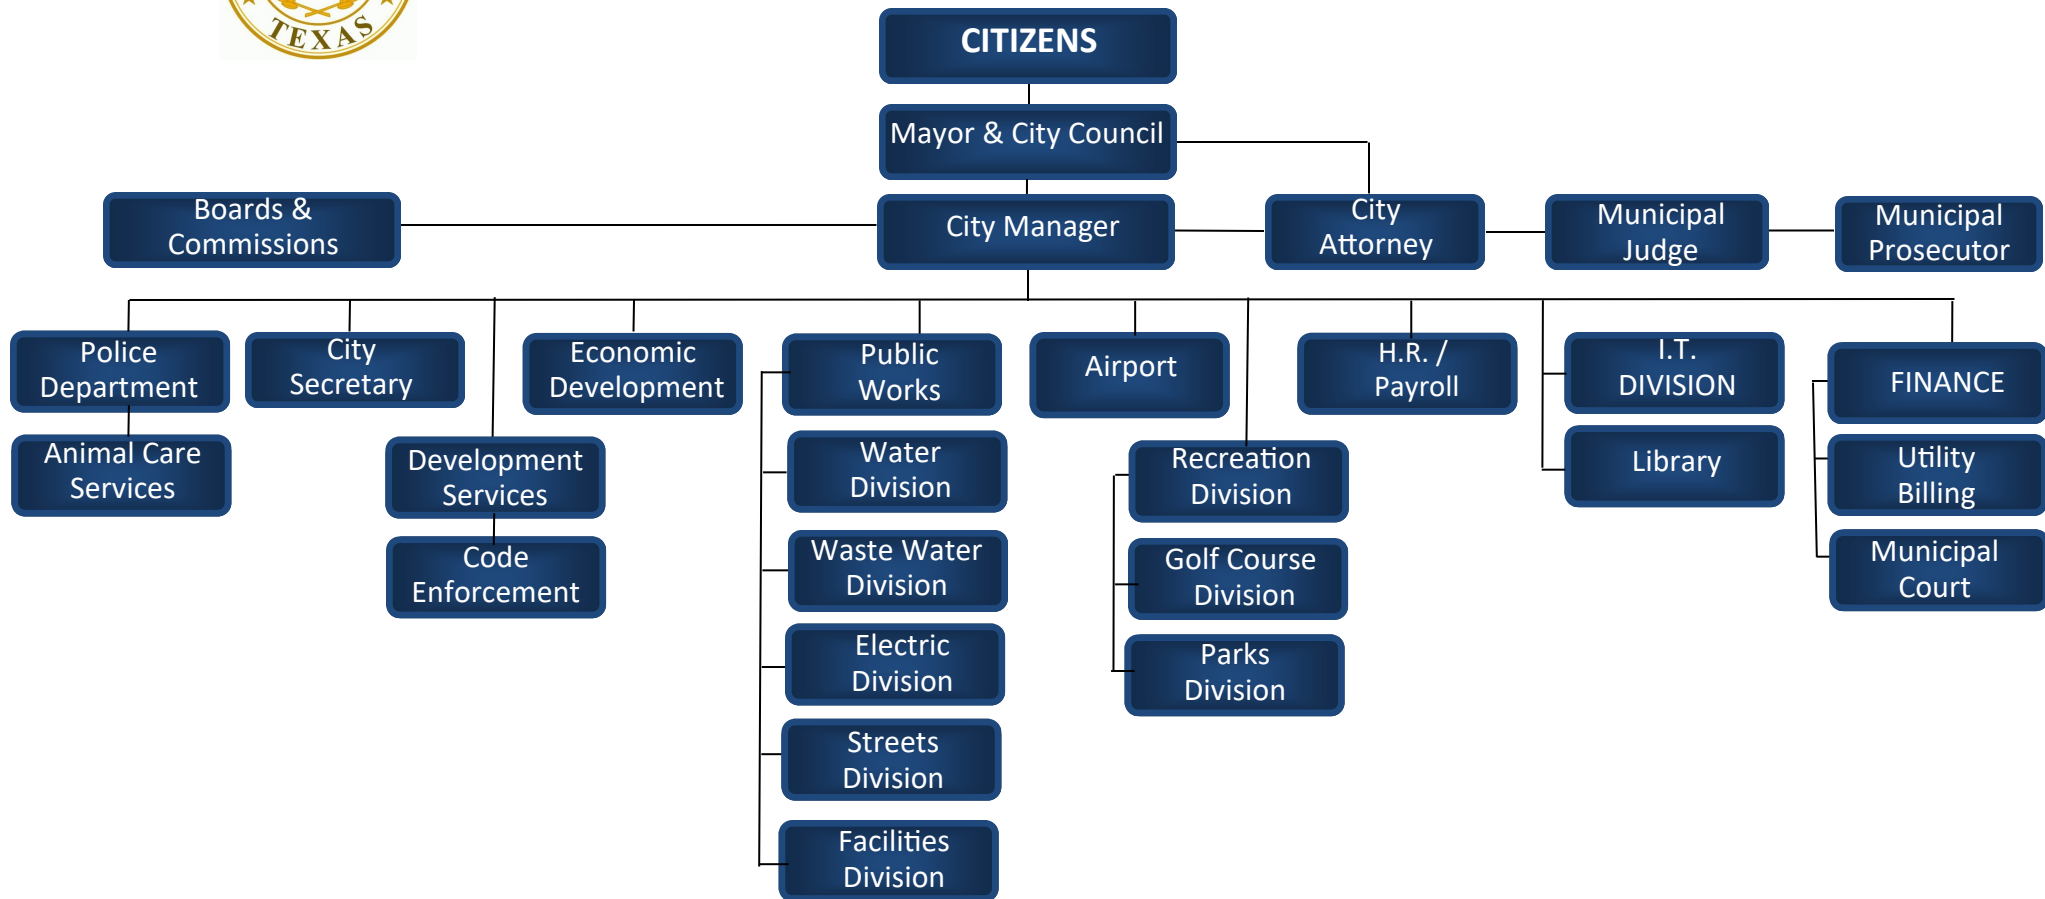 TEXAS
CITIZENS
Mayor & City Council
Boards &
Commissions
City Manager
City
Attorney
Municipal
Judge
Municipal
Prosecutor
Police
Department
City
Secretary
Economic
Development
Public
Works
Airport
H.R. /
Payroll
I.T.
DIVISION
FINANCE
Animal Care
Services
Development
Services
Water
Division
Recreation
Division
Library
Utility
Billing
Code
Enforcement
Waste Water
Division
Golf Course
Division
Municipal
Court
Electric
Division
Parks
Division
Streets
Division
Facilities
Division